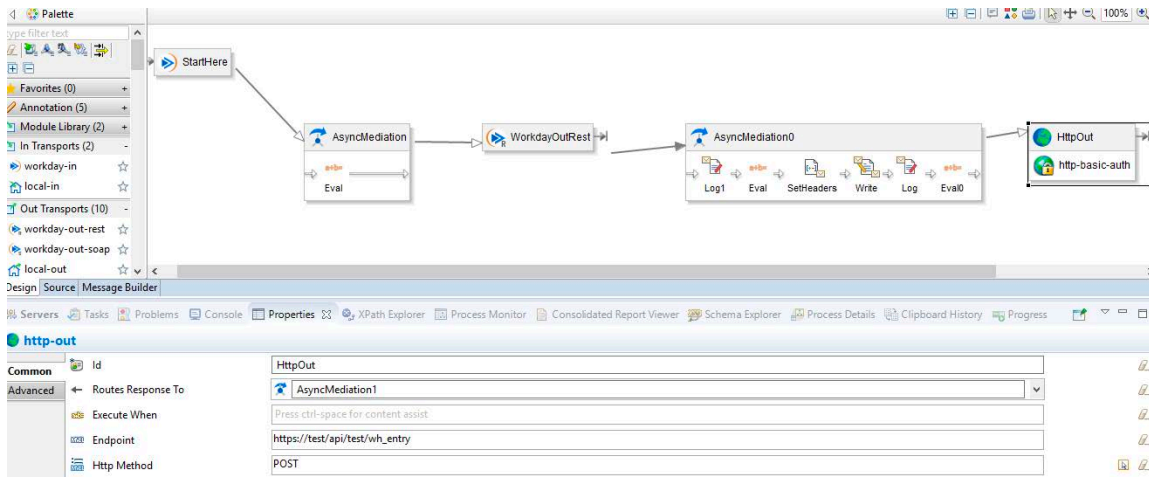 Palette
100%
type filter text
Favorites (0) +
Annotation (5) +
Module Library (2) +
In Transports (2) -
workday-in
local-in
Out Transports (10) -
workday-out-rest
workday-out-soap
local-out
StartHere
AsyncMediation
Eval
WorkdayOutRest
R
AsyncMediation0
Log1 Eval SetHeaders Write Log Eval0
HttpOut
http-basic-auth
Design Source Message Builder
Servers Tasks Problems Console Properties XPath Explorer Process Monitor Consolidated Report Viewer Schema Explorer Process Details Clipboard History Progress
http-out
Common
Advanced
Id HttpOut
Routes Response To AsyncMediation1
Execute When Press ctrl-space for content assist
Endpoint https://test/api/test/wh_entry
Http Method POST